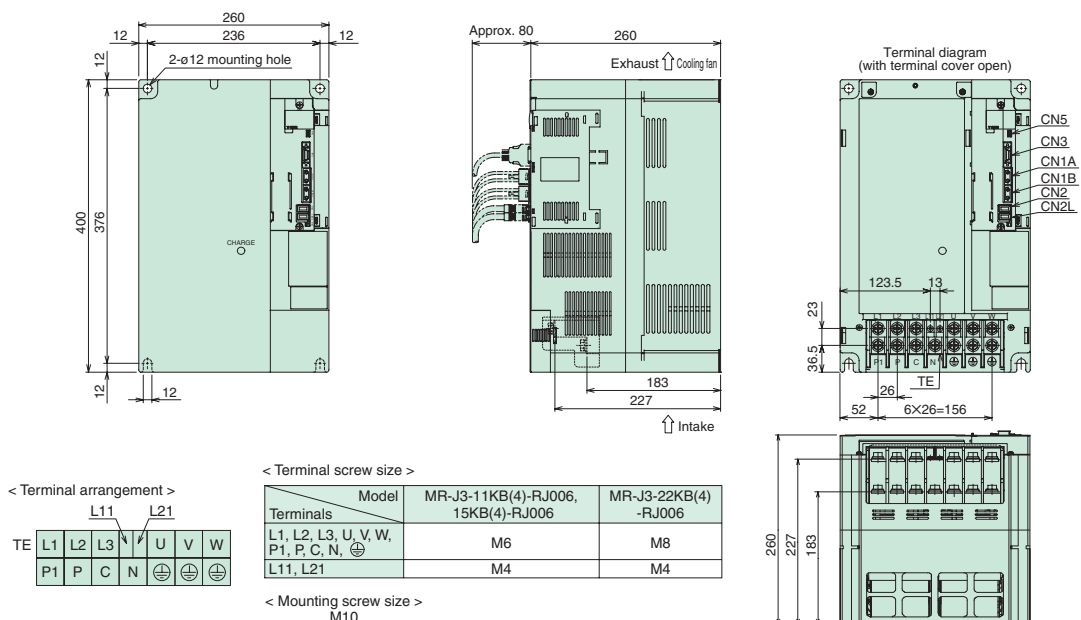 260
12
236
12
2-ø12 mounting hole
12
400
376
CHARGE
12
12
Approx. 80
260
Exhaust
Cooling fan
183
227
Intake
Terminal diagram
(with terminal cover open)
CN5
CN3
CN1A
CN1B
CN2
CN2L
123.5
13
23
36.5
L1 L2 L3 U V W
P1 P C N
TE
26
52
6×26=156
260
227
183
< Terminal arrangement >
L11 L21
TE L1 L2 L3 U V W
P1 P C N
< Terminal screw size >
Model MR-J3-11KB(4)-RJ006, MR-J3-22KB(4)
Terminals 15KB(4)-RJ006 -RJ006
L1, L2, L3, U, V, W, M6 M8
P1, P, C, N, ⏚
L11, L21 M4 M4
< Mounting screw size >
M10